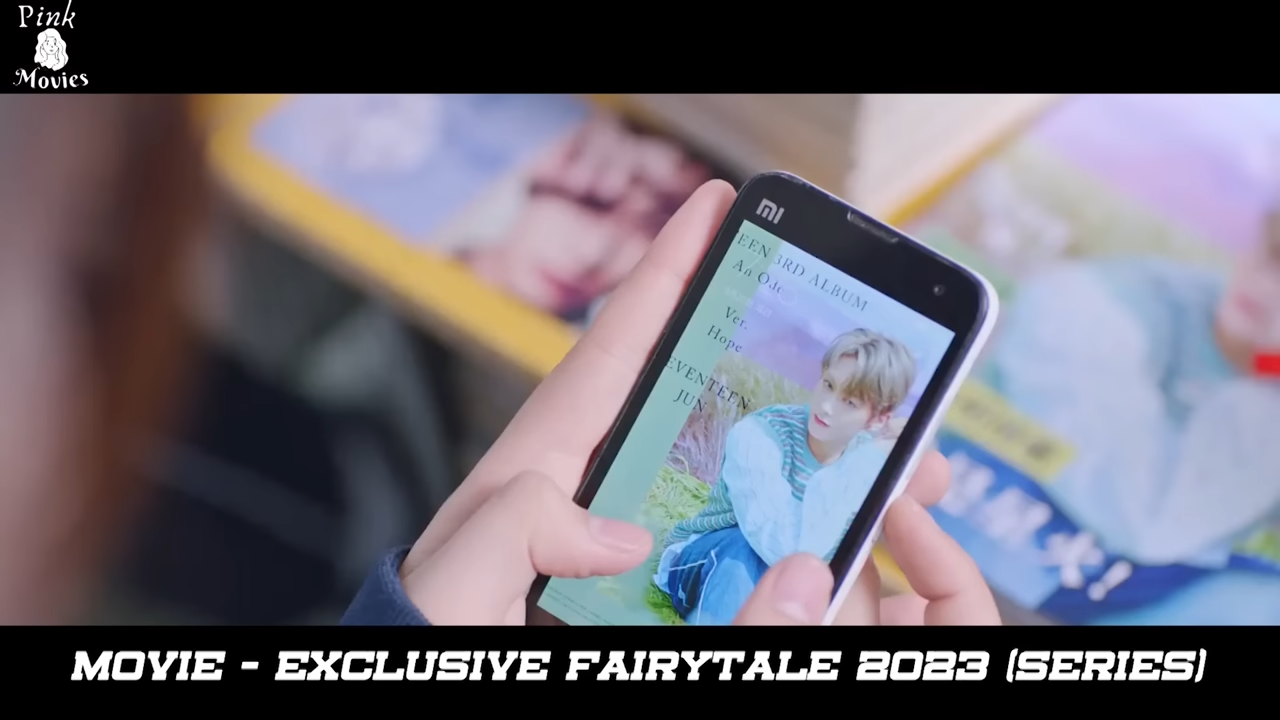 Pink
Movies
mi
EEN 3RD ALBUM
An Ode
Ver.
Hope
EVENTEEN
JUN
MOVIE - EXCLUSIVE FAIRYTALE 2023 (SERIES)